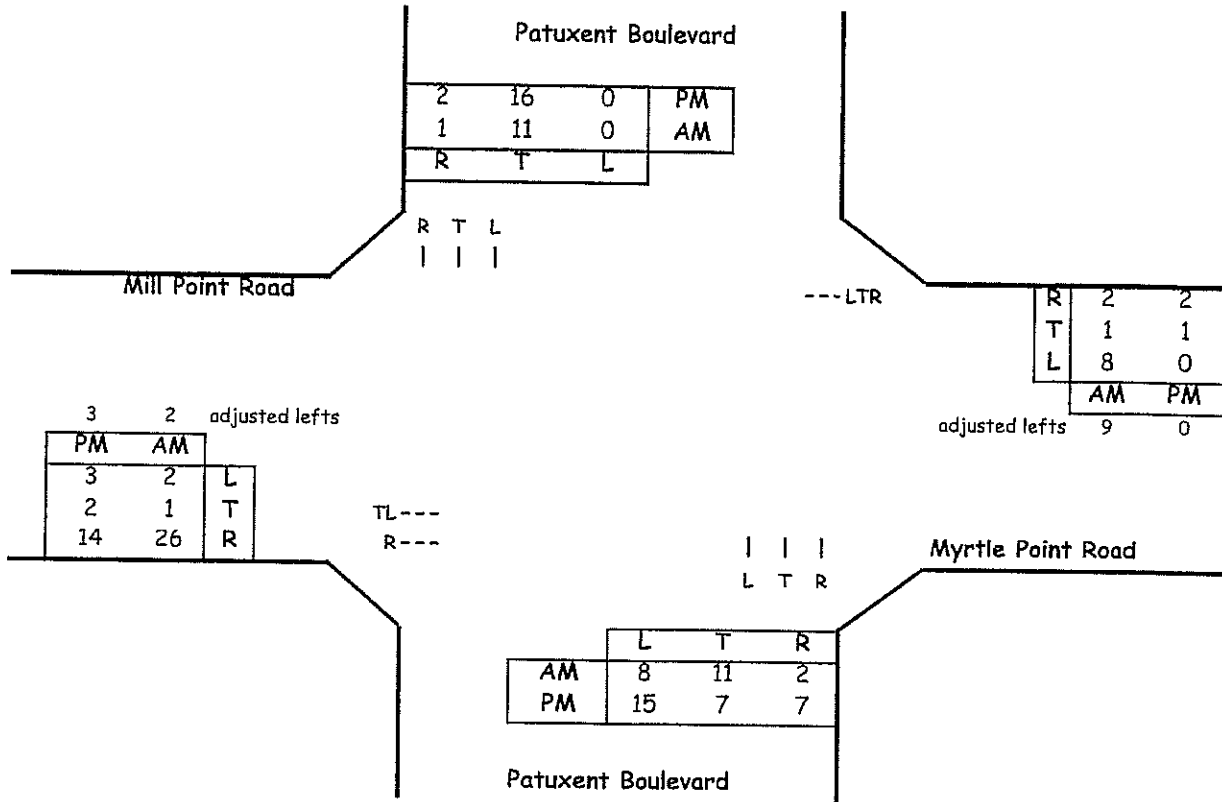 Patuxent Boulevard
2 16 0 PM
1 11 0 AM
R T L
R T L
Mill Point Road
---LTR
R 2 2
T 1 1
L 8 0
AM PM
adjusted lefts 9 0
3 2 adjusted lefts
PM AM
3 2 L
2 1 T
14 26 R
TL---
R---
L T R
Myrtle Point Road
L T R
AM 8 11 2
PM 15 7 7
Patuxent Boulevard